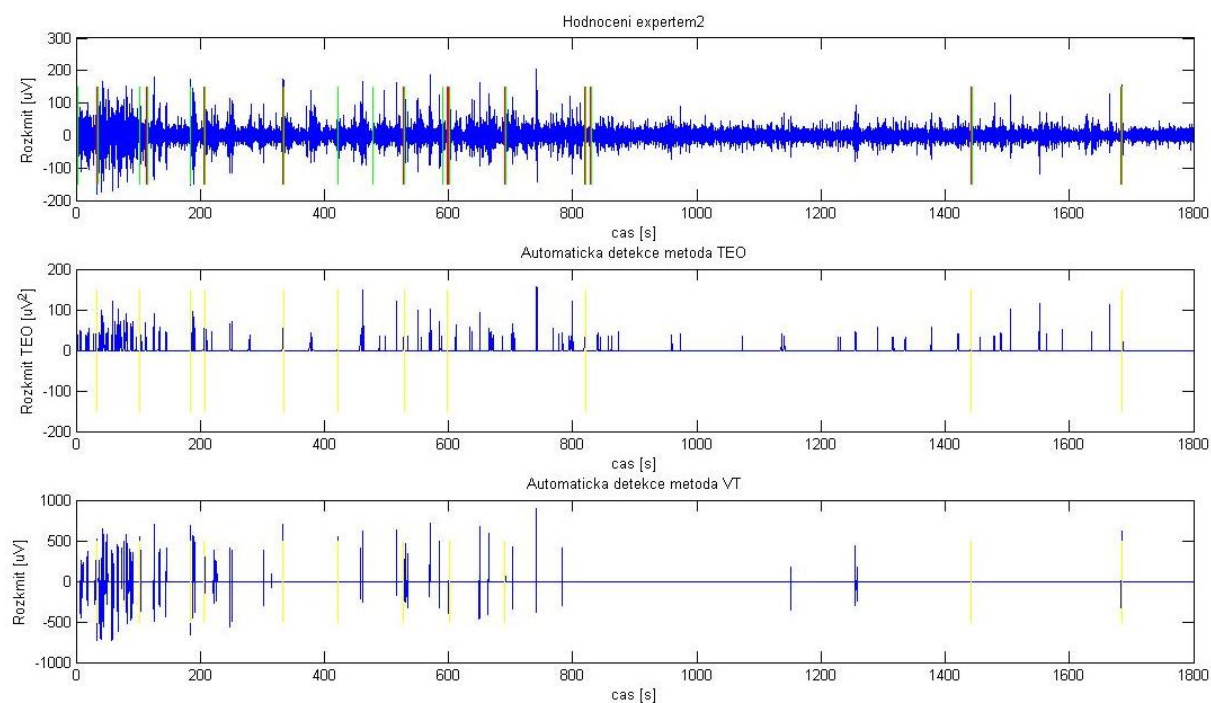 Hodnoceni expertem2
300
200
100
0
-100
-200
Rozkmit [uV]
0 200 400 600 800 1000 1200 1400 1600 1800
cas [s]
Automaticka detekce metoda TEO
200
100
0
-100
-200
Rozkmit TEO [uV²]
0 200 400 600 800 1000 1200 1400 1600 1800
cas [s]
Automaticka detekce metoda VT
1000
500
0
-500
-1000
Rozkmit [uV]
0 200 400 600 800 1000 1200 1400 1600 1800
cas [s]